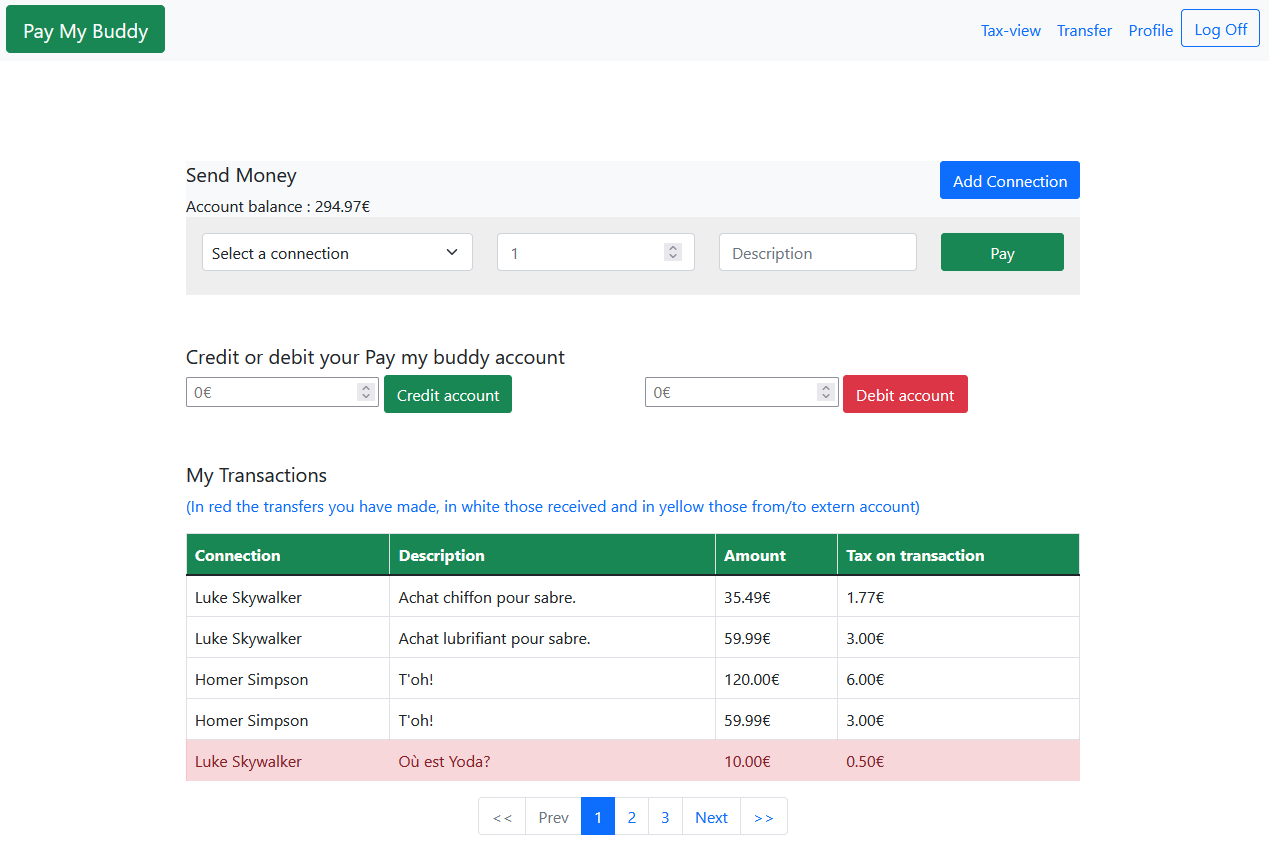 Pay My Buddy Tax-view Transfer Profile Log Off
Send Money Add Connection
Account balance : 294.97€
Select a connection 1 Description Pay
Credit or debit your Pay my buddy account
0€ Credit account 0€ Debit account
My Transactions
(In red the transfers you have made, in white those received and in yellow those from/to extern account)
Connection Description Amount Tax on transaction
Luke Skywalker Achat chiffon pour sabre. 35.49€ 1.77€
Luke Skywalker Achat lubrifiant pour sabre. 59.99€ 3.00€
Homer Simpson T'oh! 120.00€ 6.00€
Homer Simpson T'oh! 59.99€ 3.00€
Luke Skywalker Où est Yoda? 10.00€ 0.50€
<< Prev 1 2 3 Next >>